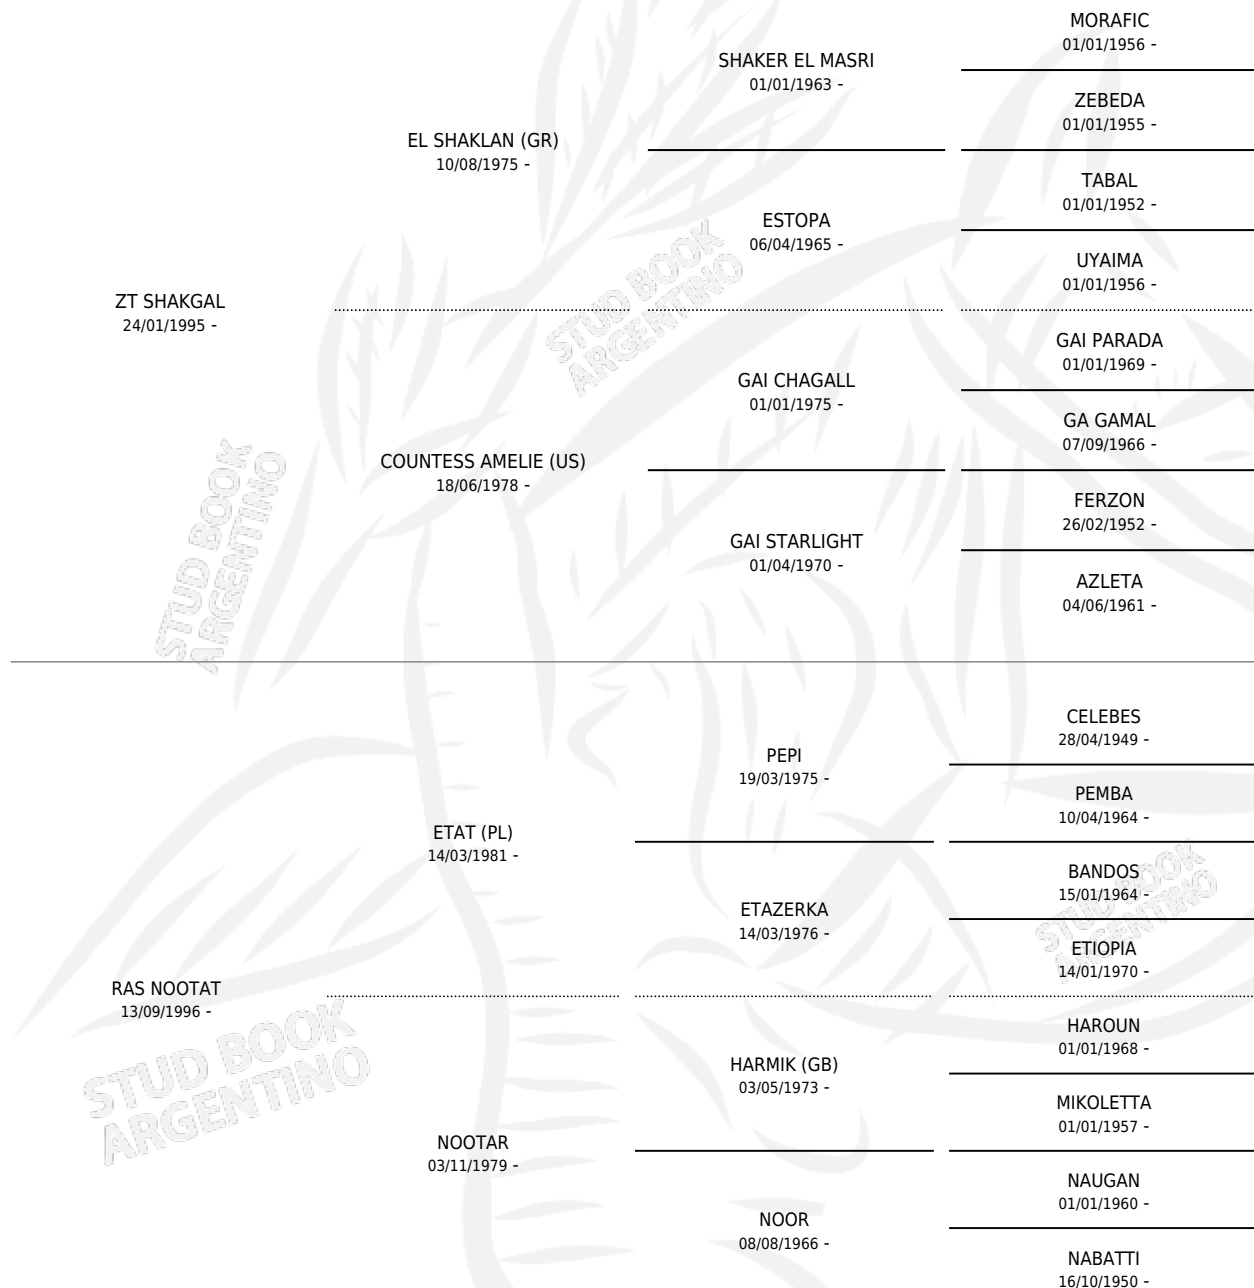 MORAFIC
01/01/1956 -
SHAKER EL MASRI
01/01/1963 -
ZEBEDA
01/01/1955 -
EL SHAKLAN (GR)
10/08/1975 -
TABAL
01/01/1952 -
ESTOPA
06/04/1965 -
UYAIMA
01/01/1956 -
ZT SHAKGAL
24/01/1995 -
GAI PARADA
01/01/1969 -
GAI CHAGALL
01/01/1975 -
GA GAMAL
07/09/1966 -
COUNTESS AMELIE (US)
18/06/1978 -
FERZON
26/02/1952 -
GAI STARLIGHT
01/04/1970 -
AZLETA
04/06/1961 -
CELEBES
28/04/1949 -
PEPI
19/03/1975 -
PEMBA
10/04/1964 -
ETAT (PL)
14/03/1981 -
BANDOS
15/01/1964 -
ETAZERKA
14/03/1976 -
ETIOPIA
14/01/1970 -
RAS NOOTAT
13/09/1996 -
HAROUN
01/01/1968 -
HARMIK (GB)
03/05/1973 -
MIKOLETTA
01/01/1957 -
NOOTAR
03/11/1979 -
NAUGAN
01/01/1960 -
NOOR
08/08/1966 -
NABATTI
16/10/1950 -
STUD BOOK
ARGENTINO
STUD BOOK
ARGENTINO
STUD BOOK
ARGENTINO
STUD BOOK
ARGENTINO